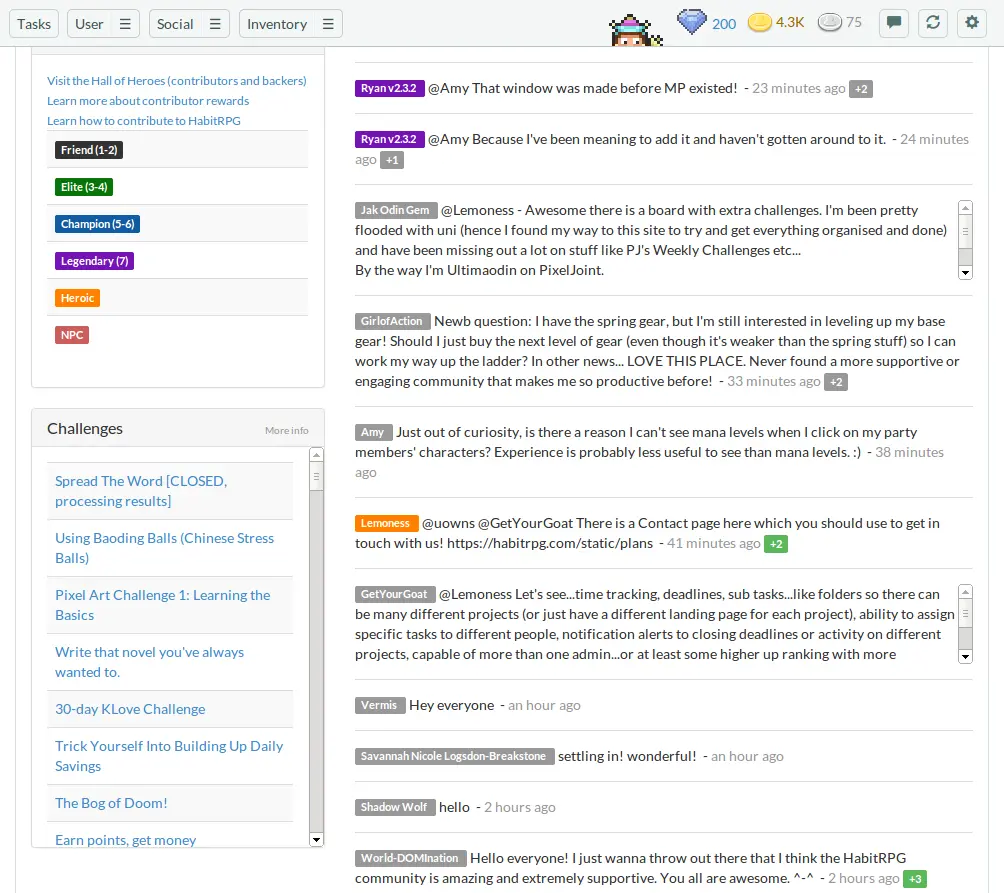 Tasks
User
Social
Inventory
200
4.3K
75
Visit the Hall of Heroes (contributors and backers)
Learn more about contributor rewards
Learn how to contribute to HabitRPG
Friend (1-2)
Elite (3-4)
Champion (5-6)
Legendary (7)
Heroic
NPC
Challenges
More info
Spread The Word [CLOSED,
processing results]
Using Baoding Balls (Chinese Stress
Balls)
Pixel Art Challenge 1: Learning the
Basics
Write that novel you've always
wanted to.
30-day KLove Challenge
Trick Yourself Into Building Up Daily
Savings
The Bog of Doom!
Earn points, get money
Ryan v2.3.2 @Amy That window was made before MP existed! - 23 minutes ago +2
Ryan v2.3.2 @Amy Because I've been meaning to add it and haven't gotten around to it. - 24 minutes
ago +1
Jak Odin Gem @Lemoness - Awesome there is a board with extra challenges. I'm been pretty
flooded with uni (hence I found my way to this site to try and get everything organised and done)
and have been missing out a lot on stuff like PJ's Weekly Challenges etc...
By the way I'm Ultimaodin on PixelJoint.
GirlofAction Newb question: I have the spring gear, but I'm still interested in leveling up my base
gear! Should I just buy the next level of gear (even though it's weaker than the spring stuff) so I can
work my way up the ladder? In other news... LOVE THIS PLACE. Never found a more supportive or
engaging community that makes me so productive before! - 33 minutes ago +2
Amy Just out of curiosity, is there a reason I can't see mana levels when I click on my party
members' characters? Experience is probably less useful to see than mana levels. :) - 38 minutes
ago
Lemoness @uowns @GetYourGoat There is a Contact page here which you should use to get in
touch with us! https://habitrpg.com/static/plans - 41 minutes ago +2
GetYourGoat @Lemoness Let's see...time tracking, deadlines, sub tasks...like folders so there can
be many different projects (or just have a different landing page for each project), ability to assign
specific tasks to different people, notification alerts to closing deadlines or activity on different
projects, capable of more than one admin...or at least some higher up ranking with more
Vermis Hey everyone - an hour ago
Savannah Nicole Logsdon-Breakstone settling in! wonderful! - an hour ago
Shadow Wolf hello - 2 hours ago
World-DOMInation Hello everyone! I just wanna throw out there that I think the HabitRPG
community is amazing and extremely supportive. You all are awesome. ^-^ - 2 hours ago +3